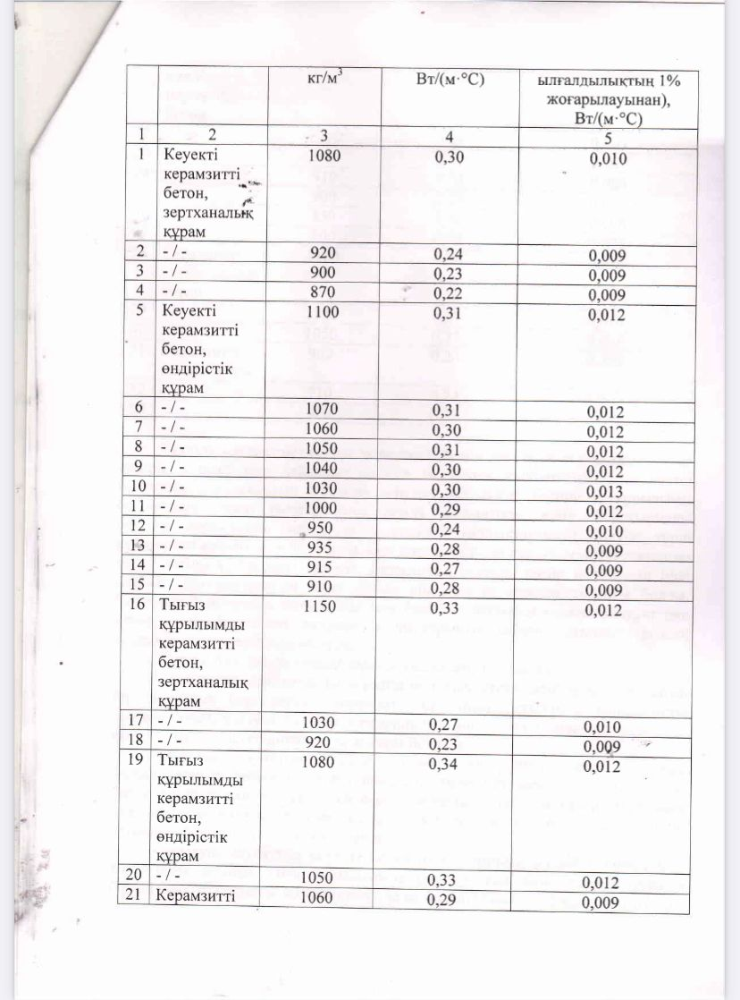 кг/м³ Вт/(м·°С) ылғалдылықтың 1%
жоғарылауынан),
Вт/(м·°С)
1 2 3 4 5
1 Кеуекті 1080 0,30 0,010
керамзитті
бетон,
зертханалық
құрам
2 - / - 920 0,24 0,009
3 - / - 900 0,23 0,009
4 - / - 870 0,22 0,009
5 Кеуекті 1100 0,31 0,012
керамзитті
бетон,
өндірістік
құрам
6 - / - 1070 0,31 0,012
7 - / - 1060 0,30 0,012
8 - / - 1050 0,31 0,012
9 - / - 1040 0,30 0,012
10 - / - 1030 0,30 0,013
11 - / - 1000 0,29 0,012
12 - / - 950 0,24 0,010
13 - / - 935 0,28 0,009
14 - / - 915 0,27 0,009
15 - / - 910 0,28 0,009
16 Тығыз 1150 0,33 0,012
құрылымды
керамзитті
бетон,
зертханалық
құрам
17 - / - 1030 0,27 0,010
18 - / - 920 0,23 0,009
19 Тығыз 1080 0,34 0,012
құрылымды
керамзитті
бетон,
өндірістік
құрам
20 - / - 1050 0,33 0,012
21 Керамзитті 1060 0,29 0,009